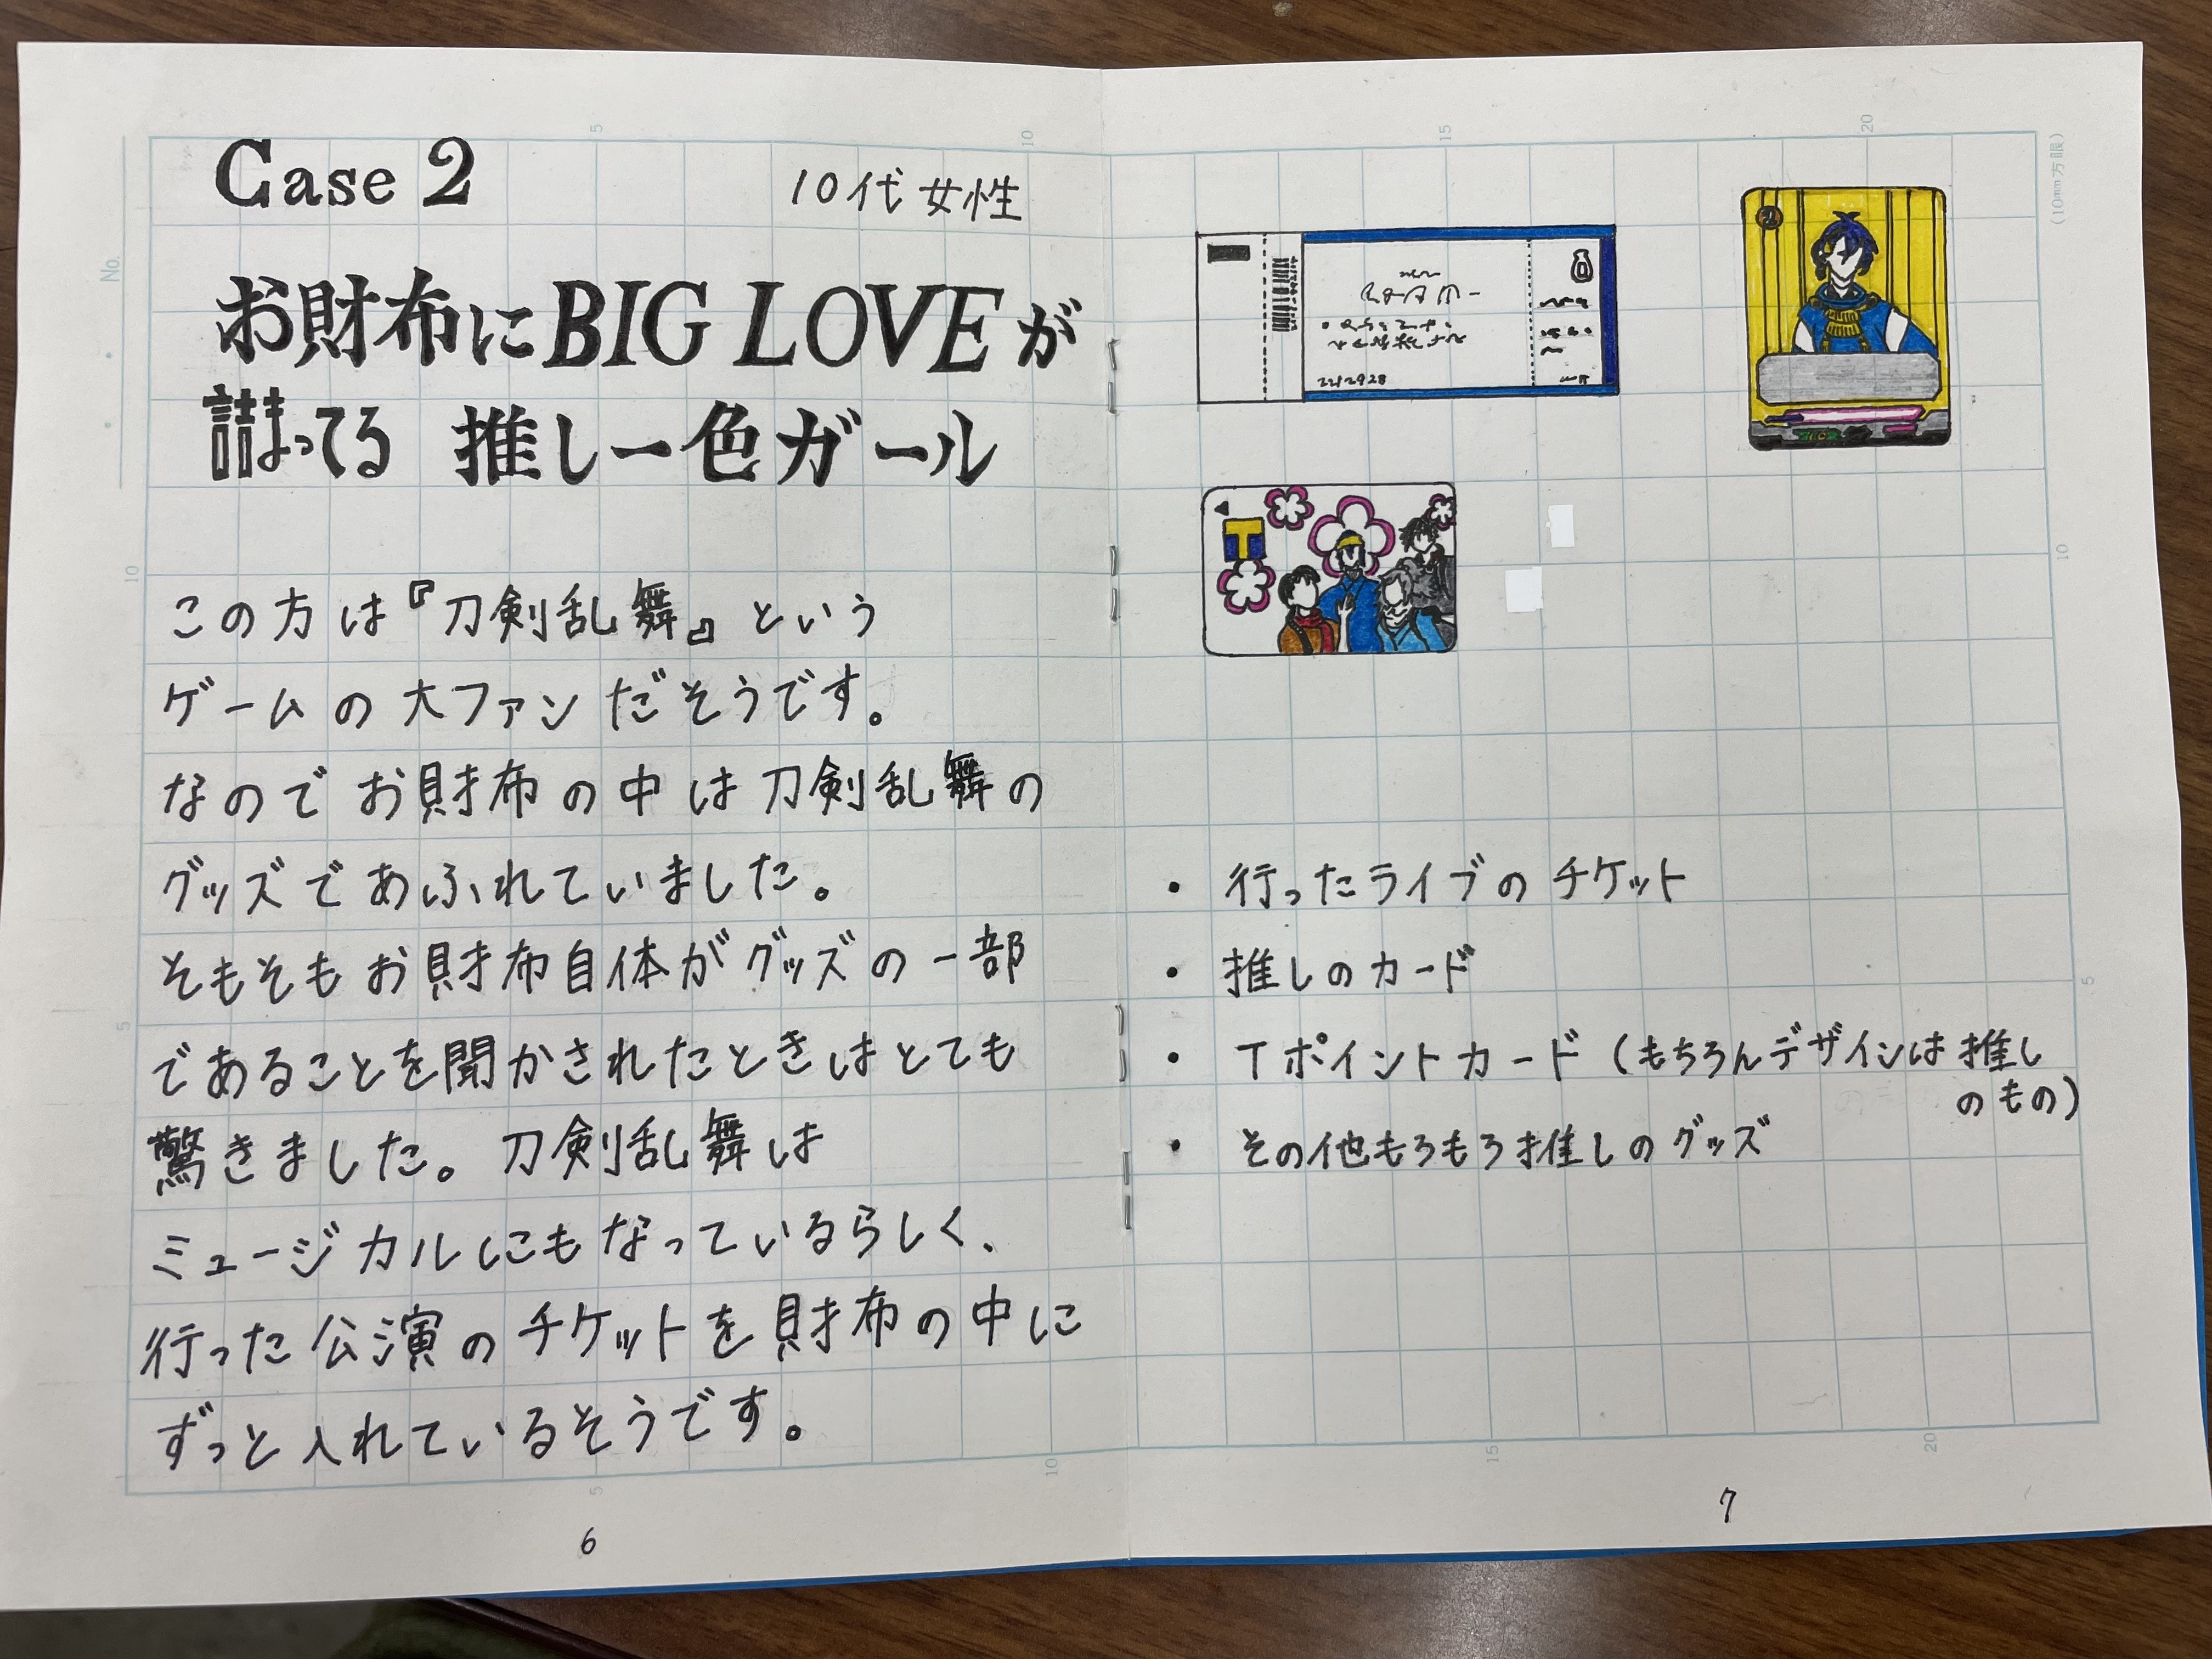 Case 2
10代女性
お財布にBIG LOVEが
詰まってる 推し一色ガール
この方は『刀剣乱舞』という
ゲームの大ファンだそうです。
なのでお財布の中は刀剣乱舞の
グッズであふれていました。
そもそもお財布自体がグッズの一部
であることを聞かされたときはとても
驚きました。刀剣乱舞は
ミュージカルにもなっているらしく、
行った公演のチケットを財布の中に
ずっと入れているそうです。
6
T
・行ったライブのチケット
・推しのカード
・Tポイントカード(もちろんデザインは推し
のもの)
・その他もろもろ推しのグッズ
7
No.
5
10
15
20
(10mm方眼)
10
5
10
5
5
10
15
20